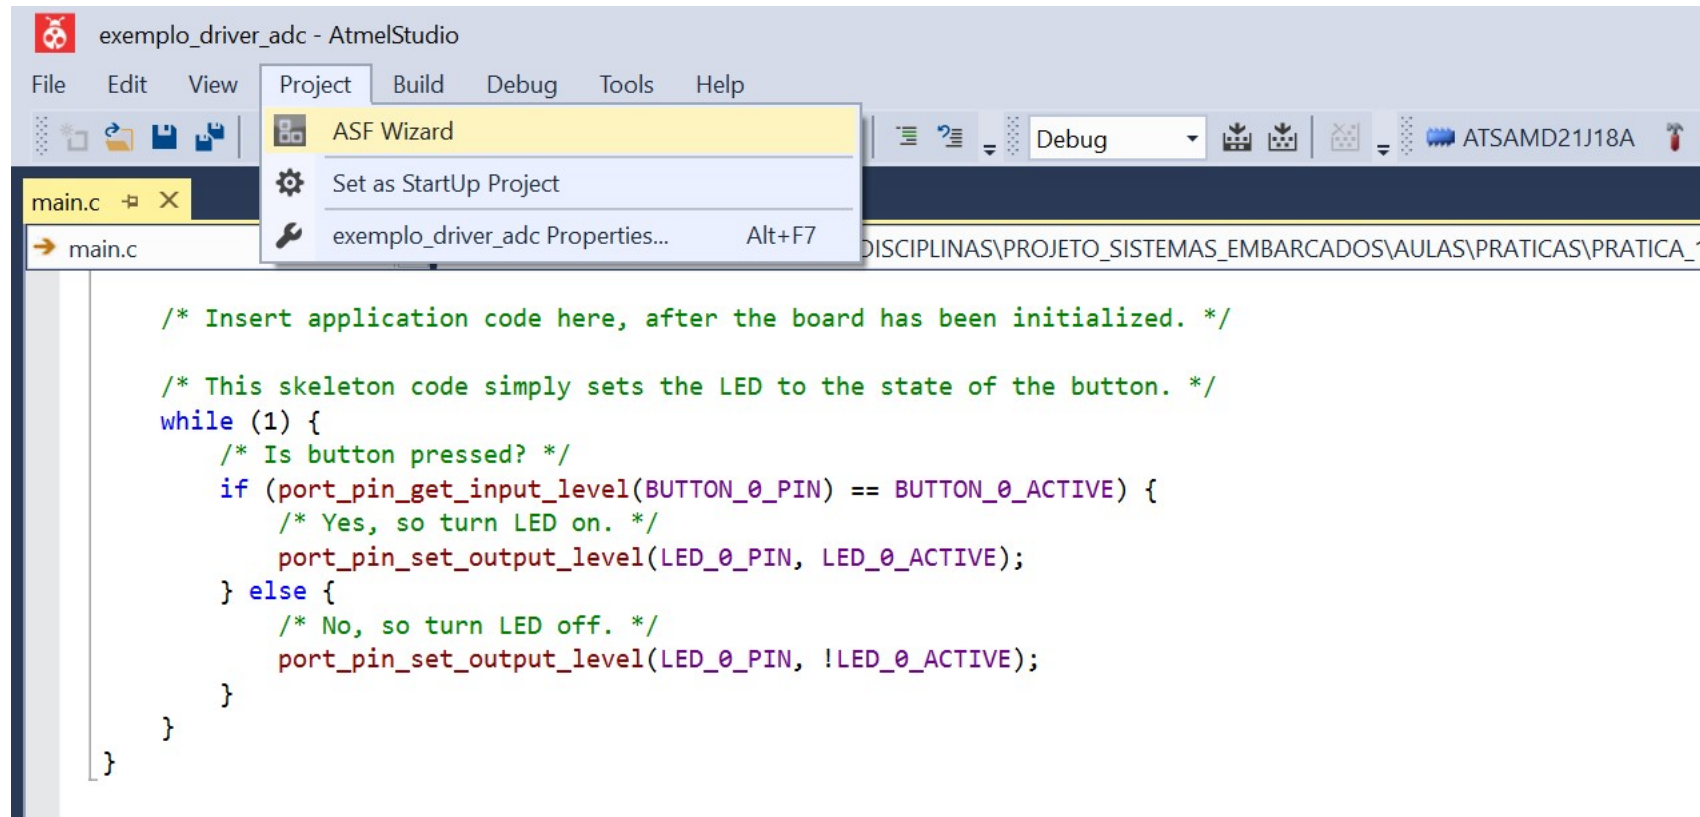 exemplo_driver_adc - AtmelStudio
File Edit View Project Build Debug Tools Help
ASF Wizard
Debug ATSAMD21J18A
Set as StartUp Project
main.c
exemplo_driver_adc Properties... Alt+F7
main.c DISCIPLINAS\PROJETO_SISTEMAS_EMBARCADOS\AULAS\PRATICAS\PRATICA_1
/* Insert application code here, after the board has been initialized. */
/* This skeleton code simply sets the LED to the state of the button. */
while (1) {
/* Is button pressed? */
if (port_pin_get_input_level(BUTTON_0_PIN) == BUTTON_0_ACTIVE) {
/* Yes, so turn LED on. */
port_pin_set_output_level(LED_0_PIN, LED_0_ACTIVE);
} else {
/* No, so turn LED off. */
port_pin_set_output_level(LED_0_PIN, !LED_0_ACTIVE);
}
}
}